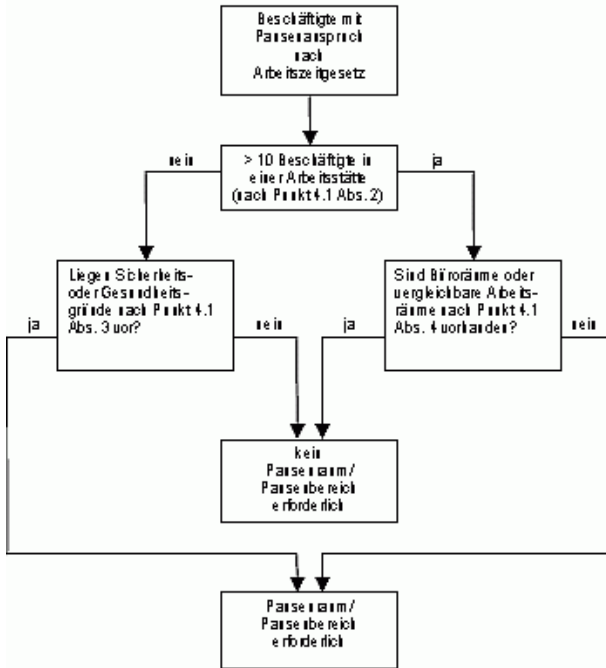 Beschäftigte mit
Pausenanspruch
nach
Arbeitszeitgesetz
nein
> 10 Beschäftigte in
einer Arbeitsstätte
(nach Punkt 4.1 Abs. 2)
ja
Liegen Sicherheits-
oder Gesundheits-
gründe nach Punkt 4.1
Abs. 3 vor?
ja
nein
Sind Büroräume oder
vergleichbare Arbeits-
räume nach Punkt 4.1
Abs. 4 vorhanden?
ja
nein
kein
Pausenraum/
Pausenbereich
erforderlich
Pausenraum/
Pausenbereich
erforderlich